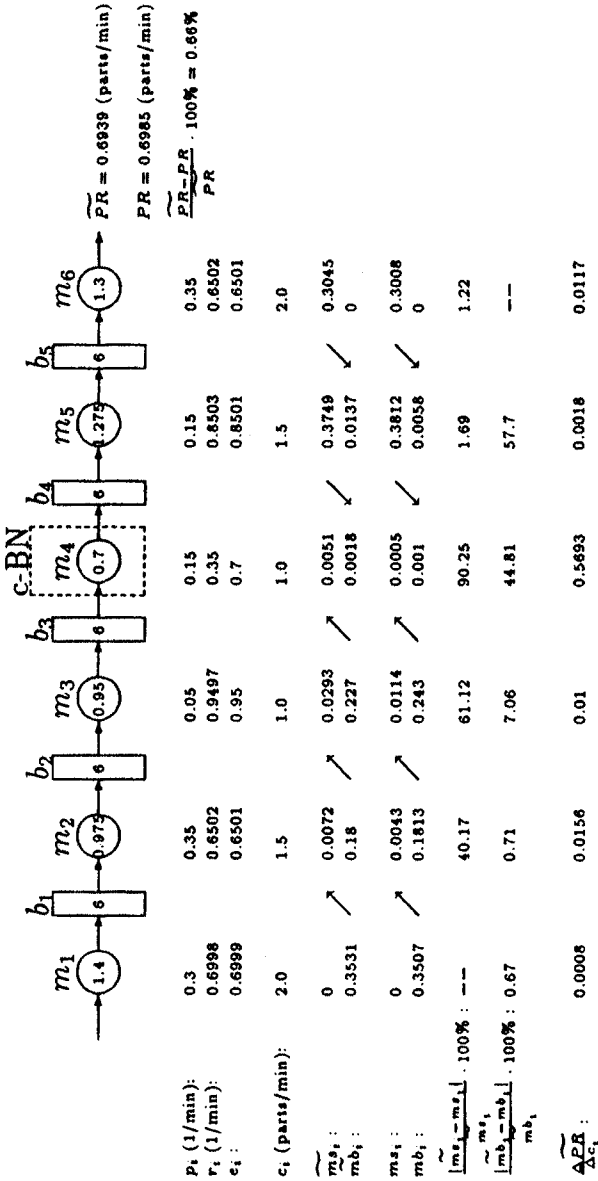 c-BN
m₁ b₁ m₂ b₂ m₃ b₃ m₄ b₄ m₅ b₅ m₆
1.4 6 0.975 6 0.95 6 0.7 6 1.275 6 1.3
P̃R = 0.6939 (parts/min)
PR = 0.6985 (parts/min)
P̃R−PR / PR · 100% = 0.66%
pᵢ (1/min): 0.3 0.35 0.05 0.15 0.15 0.35
rᵢ (1/min): 0.6998 0.6502 0.9497 0.35 0.8503 0.6502
eᵢ : 0.6999 0.6501 0.95 0.7 0.8501 0.6501
cᵢ (parts/min): 2.0 1.5 1.0 1.0 1.5 2.0
m̃sᵢ : 0 0.0072 0.0293 0.0051 0.3749 0.3045
m̃bᵢ : 0.3531 0.18 0.227 0.0018 0.0137 0
msᵢ : 0 0.0043 0.0114 0.0005 0.3812 0.3008
mbᵢ : 0.3507 0.1813 0.243 0.001 0.0058 0
|m̃sᵢ−msᵢ| / m̃sᵢ · 100% : -- 40.17 61.12 90.25 1.69 1.22
|m̃bᵢ−mbᵢ| / mbᵢ · 100% : 0.67 0.71 7.06 44.81 57.7 --
ΔP̃R / Δcᵢ : 0.0008 0.0156 0.01 0.5693 0.0018 0.0117